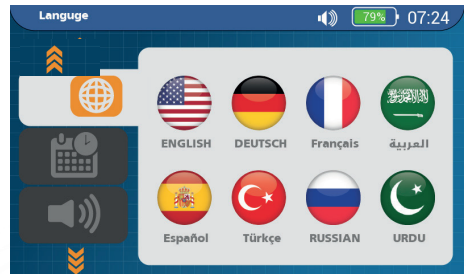 Languge
79%
07:24
ENGLISH
DEUTSCH
Français
العربية
Español
Türkçe
RUSSIAN
URDU